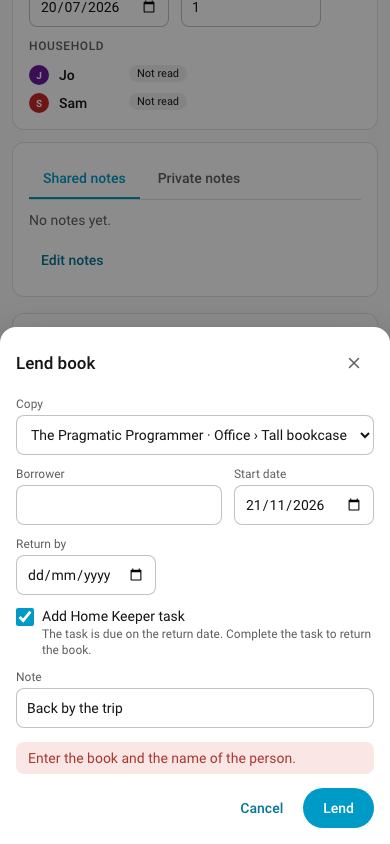 20/07/2026 1
HOUSEHOLD
J Jo Not read
S Sam Not read
Shared notes Private notes
No notes yet.
Edit notes
Lend book
Copy
The Pragmatic Programmer · Office › Tall bookcase
Borrower Start date
21/11/2026
Return by
dd/mm/yyyy
Add Home Keeper task
The task is due on the return date. Complete the task to return
the book.
Note
Back by the trip
Enter the book and the name of the person.
Cancel Lend